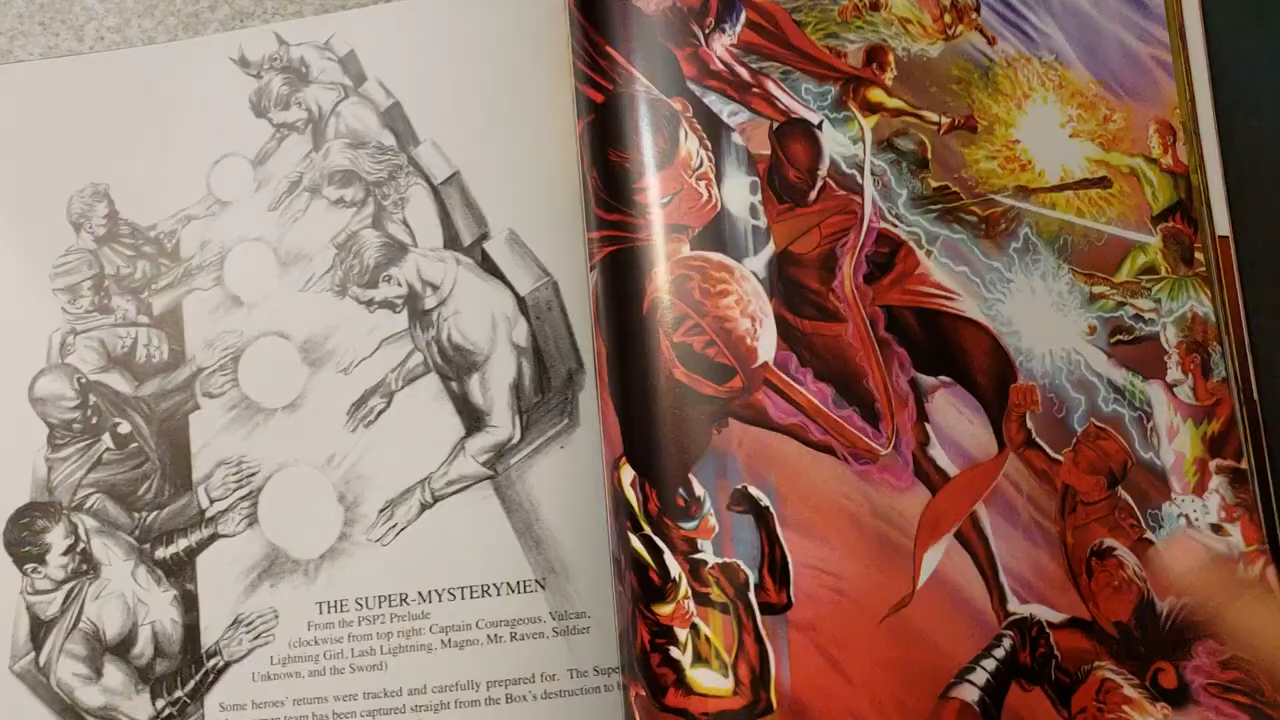 THE SUPER-MYSTERYMEN
From the PSP2 Prelude
(clockwise from top right: Captain Courageous, Vulcan,
Lightning Girl, Lash Lightning, Magno, Mr. Raven, Soldier
Unknown, and the Sword)
Some heroes' returns were tracked and carefully prepared for. The Supe
team has been captured straight from the Box's destruction to